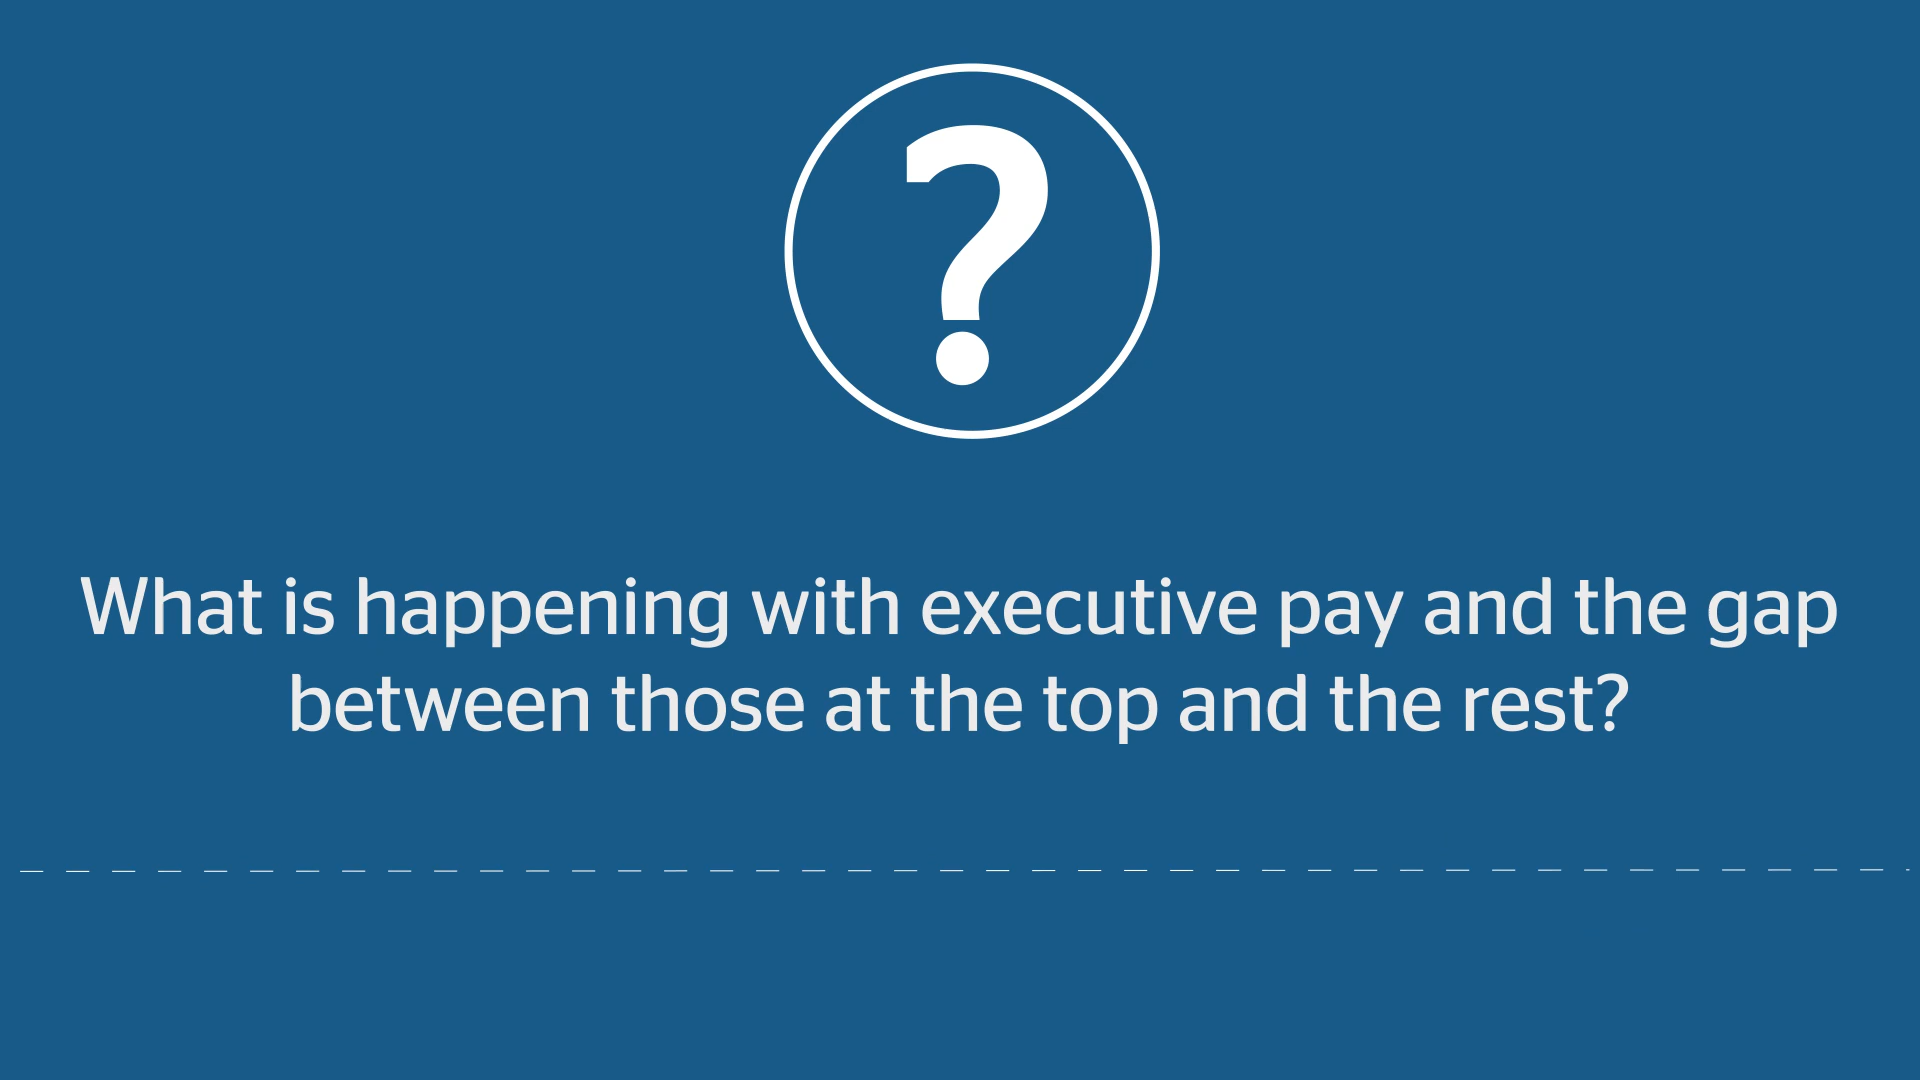 ?
What is happening with executive pay and the gap
between those at the top and the rest?